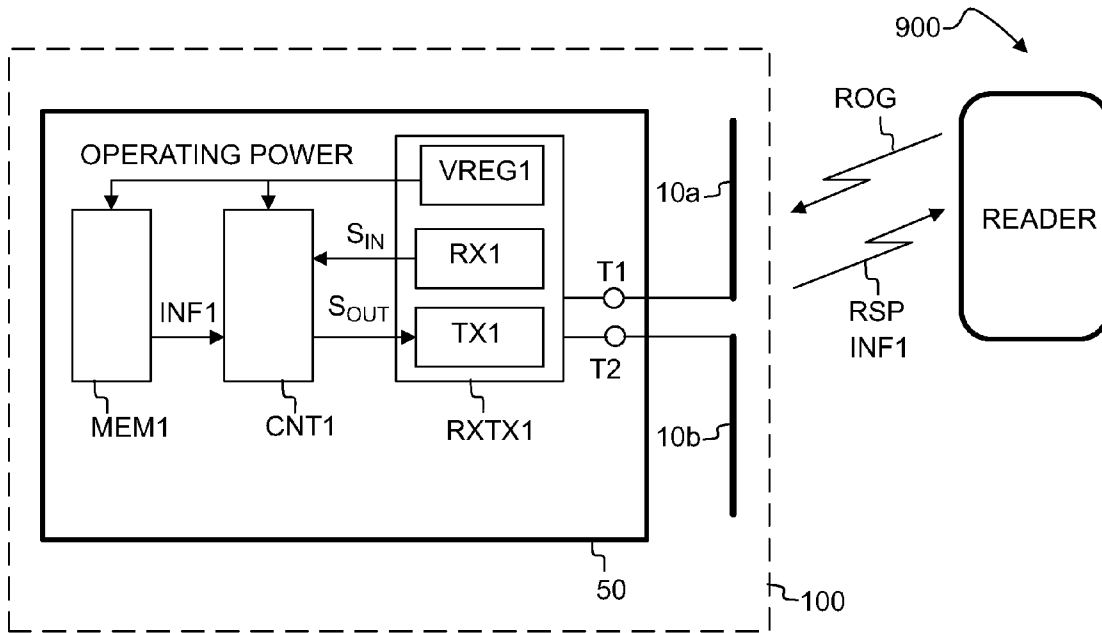 900
ROG
OPERATING POWER
VREG1
10a
READER
SIN
RX1
T1
INF1
SOUT
TX1
RSP
INF1
T2
MEM1
CNT1
RXTX1
10b
50
100